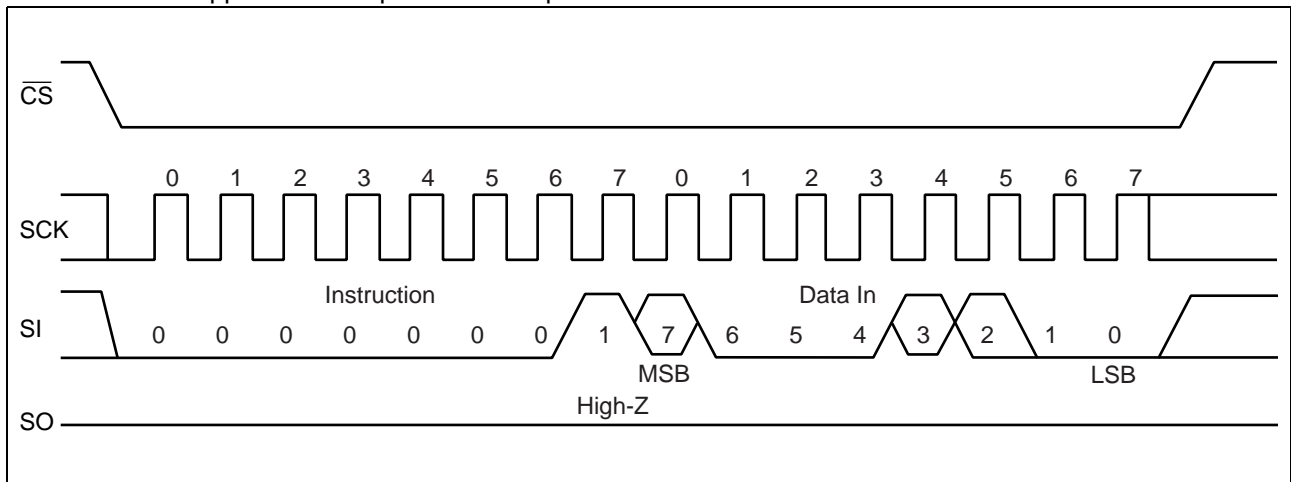 CS
0 1 2 3 4 5 6 7 0 1 2 3 4 5 6 7
SCK
Instruction Data In
SI 0 0 0 0 0 0 0 1 7 6 5 4 3 2 1 0
MSB LSB
High-Z
SO